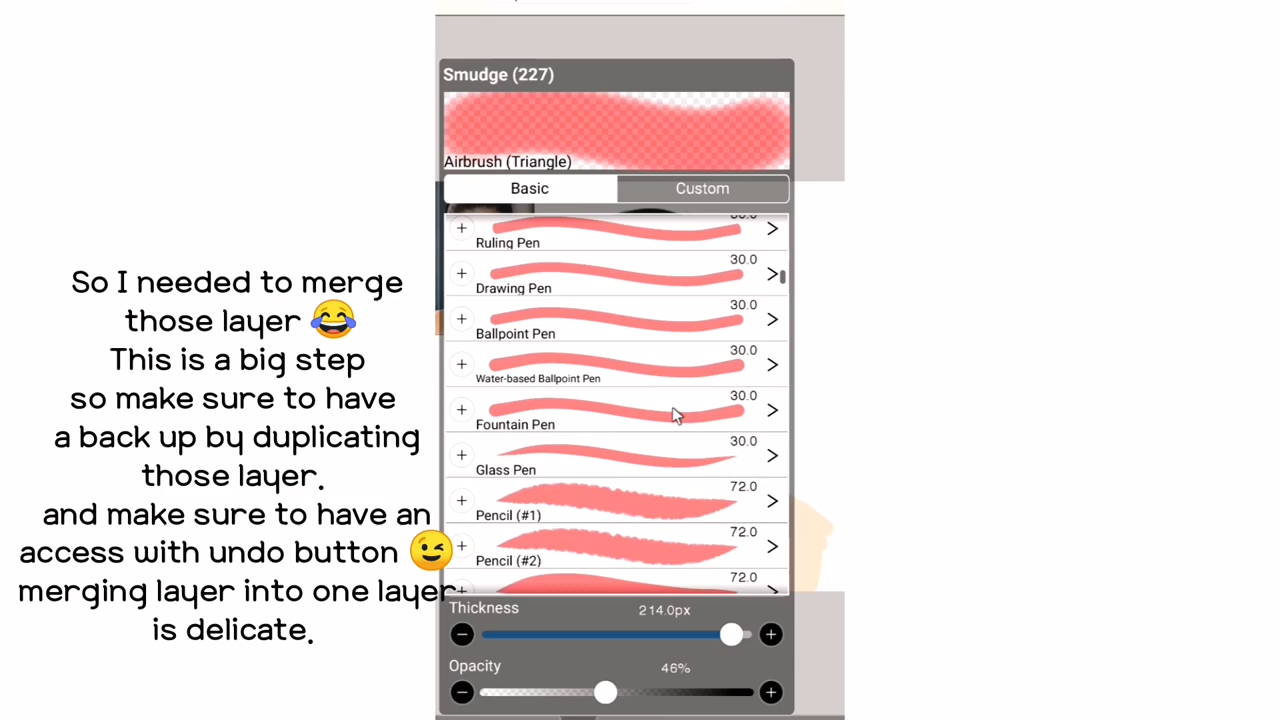 Smudge (227)
Airbrush (Triangle)
Basic
Custom
30.0
Ruling Pen
30.0
Drawing Pen
30.0
Ballpoint Pen
30.0
Water-based Ballpoint Pen
30.0
Fountain Pen
30.0
Glass Pen
72.0
Pencil (#1)
72.0
Pencil (#2)
72.0
Thickness
214.0px
Opacity
46%
So I needed to merge
those layer 😂
This is a big step
so make sure to have
a back up by duplicating
those layer.
and make sure to have an
access with undo button 😉
merging layer into one layer
is delicate.